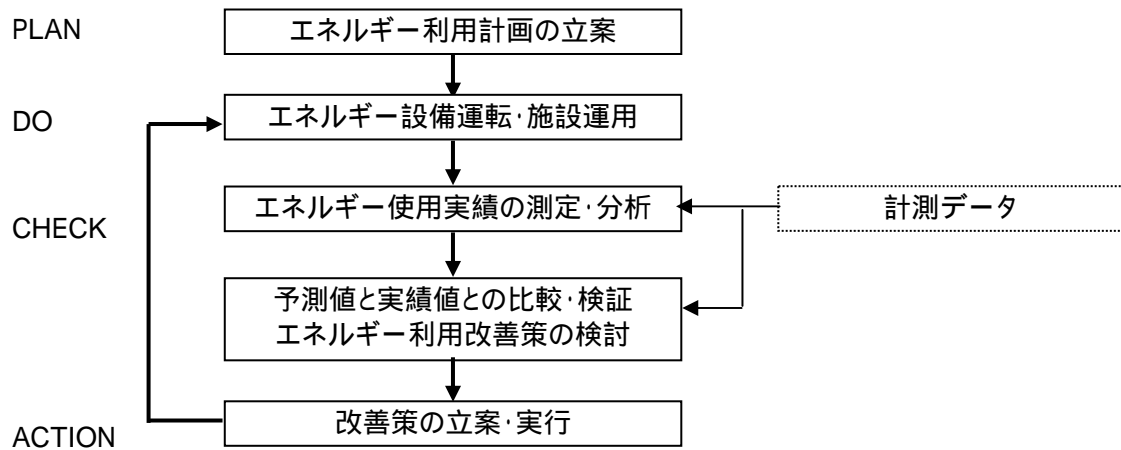 PLAN
エネルギー利用計画の立案
DO
エネルギー設備運転・施設運用
CHECK
エネルギー使用実績の測定・分析
計測データ
予測値と実績値との比較・検証
エネルギー利用改善策の検討
ACTION
改善策の立案・実行